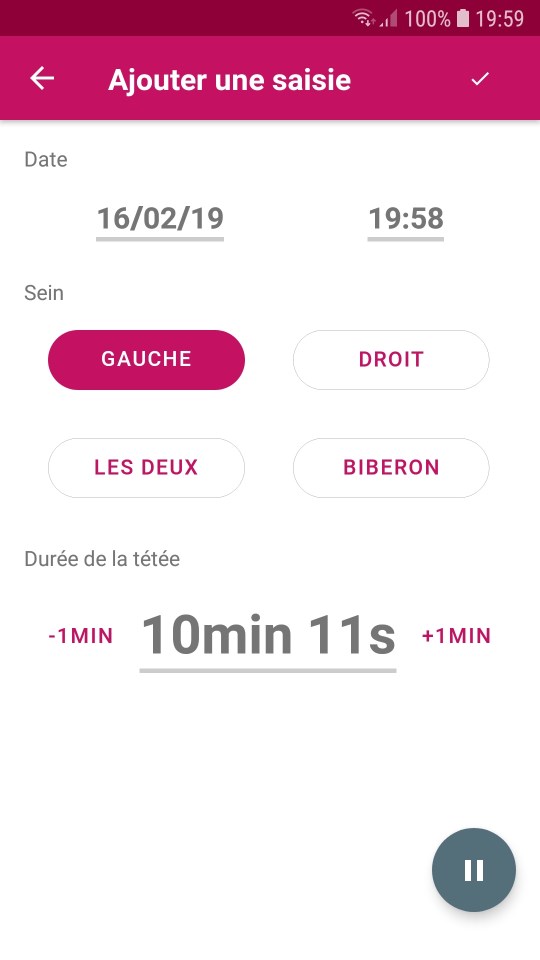 100% 19:59
Ajouter une saisie
Date
16/02/19 19:58
Sein
GAUCHE DROIT
LES DEUX BIBERON
Durée de la tétée
-1MIN 10min 11s +1MIN